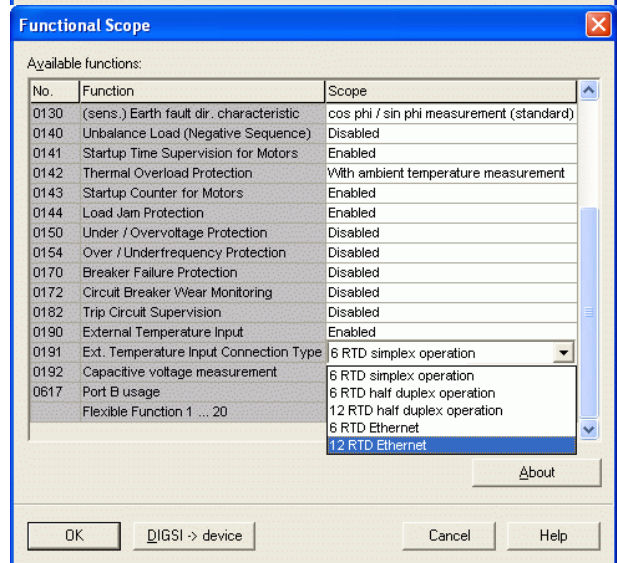 Functional Scope
Available functions:
No. Function Scope
0130 (sens.) Earth fault dir. characteristic cos phi / sin phi measurement (standard)
0140 Unbalance Load (Negative Sequence) Disabled
0141 Startup Time Supervision for Motors Enabled
0142 Thermal Overload Protection With ambient temperature measurement
0143 Startup Counter for Motors Enabled
0144 Load Jam Protection Enabled
0150 Under / Overvoltage Protection Disabled
0154 Over / Underfrequency Protection Disabled
0170 Breaker Failure Protection Disabled
0172 Circuit Breaker Wear Monitoring Disabled
0182 Trip Circuit Supervision Disabled
0190 External Temperature Input Enabled
0191 Ext. Temperature Input Connection Type 6 RTD simplex operation
0192 Capacitive voltage measurement 6 RTD simplex operation
0617 Port B usage 6 RTD half duplex operation
Flexible Function 1 ... 20 12 RTD half duplex operation
6 RTD Ethernet
12 RTD Ethernet
About
OK DIGSI -> device Cancel Help